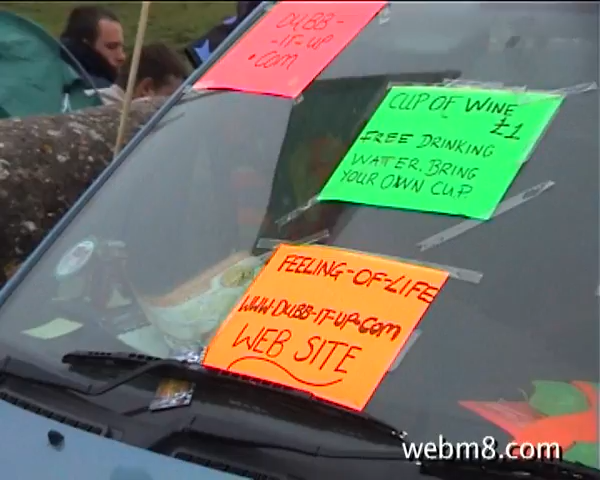 DUBB-
-IF-UP
.COM
CUP OF WINE
£1
FREE DRINKING
WATER. BRING
YOUR OWN CUP.
FEELING-OF-LIFE
WWW.DUBB-IT-UP.COM
WEB SITE
webm8.com